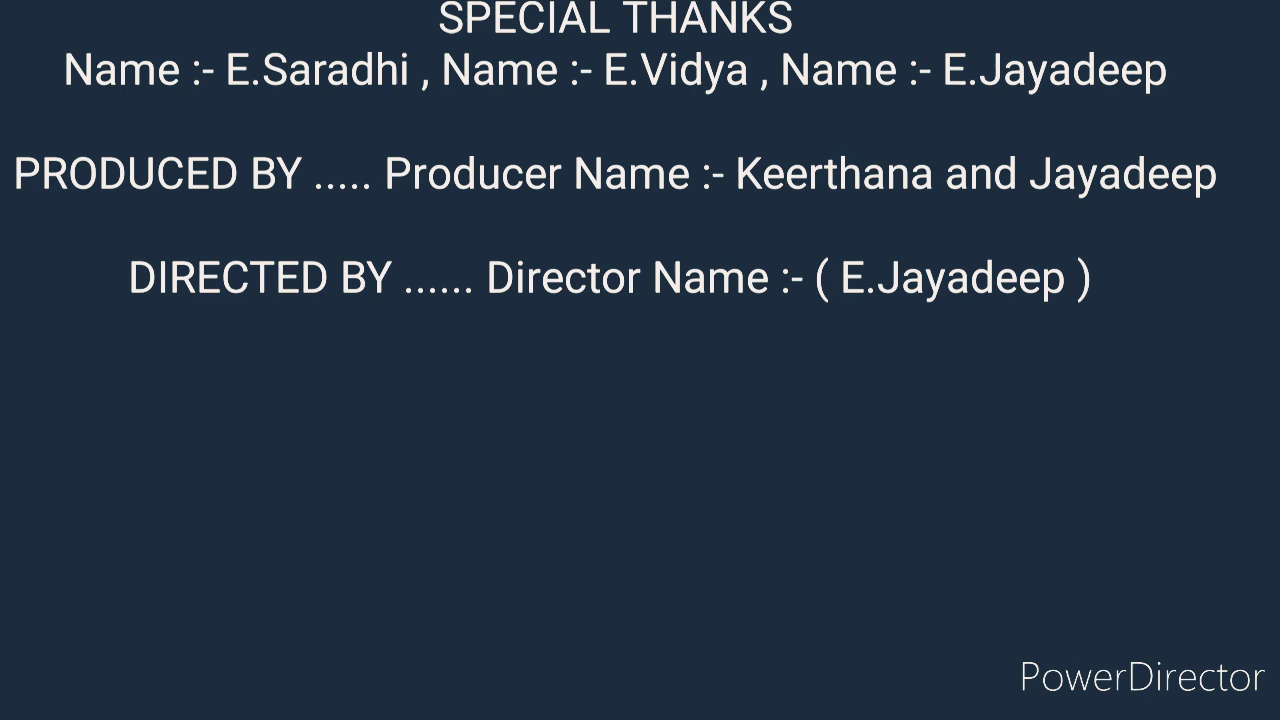 SPECIAL THANKS
Name :- E.Saradhi , Name :- E.Vidya , Name :- E.Jayadeep
PRODUCED BY ..... Producer Name :- Keerthana and Jayadeep
DIRECTED BY ...... Director Name :- ( E.Jayadeep )
PowerDirector